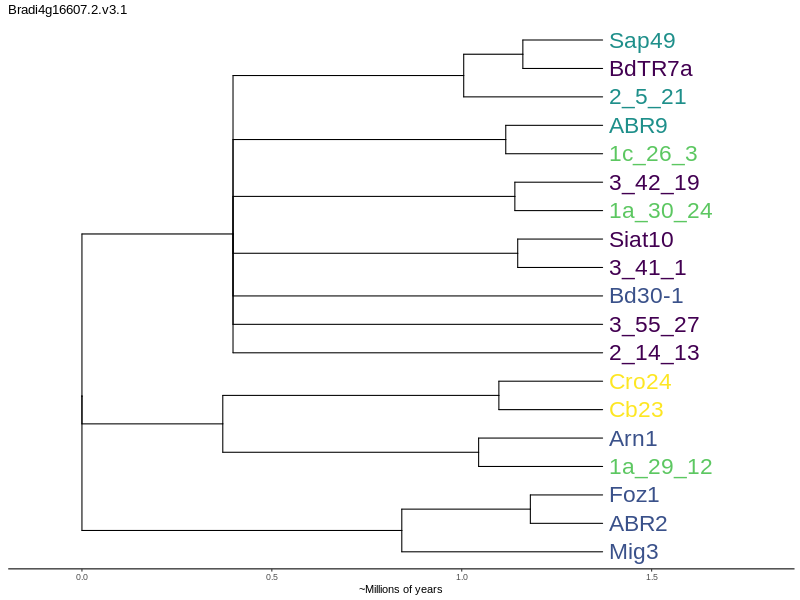 Bradi4g16607.2.v3.1
Sap49
BdTR7a
2_5_21
ABR9
1c_26_3
3_42_19
1a_30_24
Siat10
3_41_1
Bd30-1
3_55_27
2_14_13
Cro24
Cb23
Arn1
1a_29_12
Foz1
ABR2
Mig3
0.0 0.5 1.0 1.5
~Millions of years